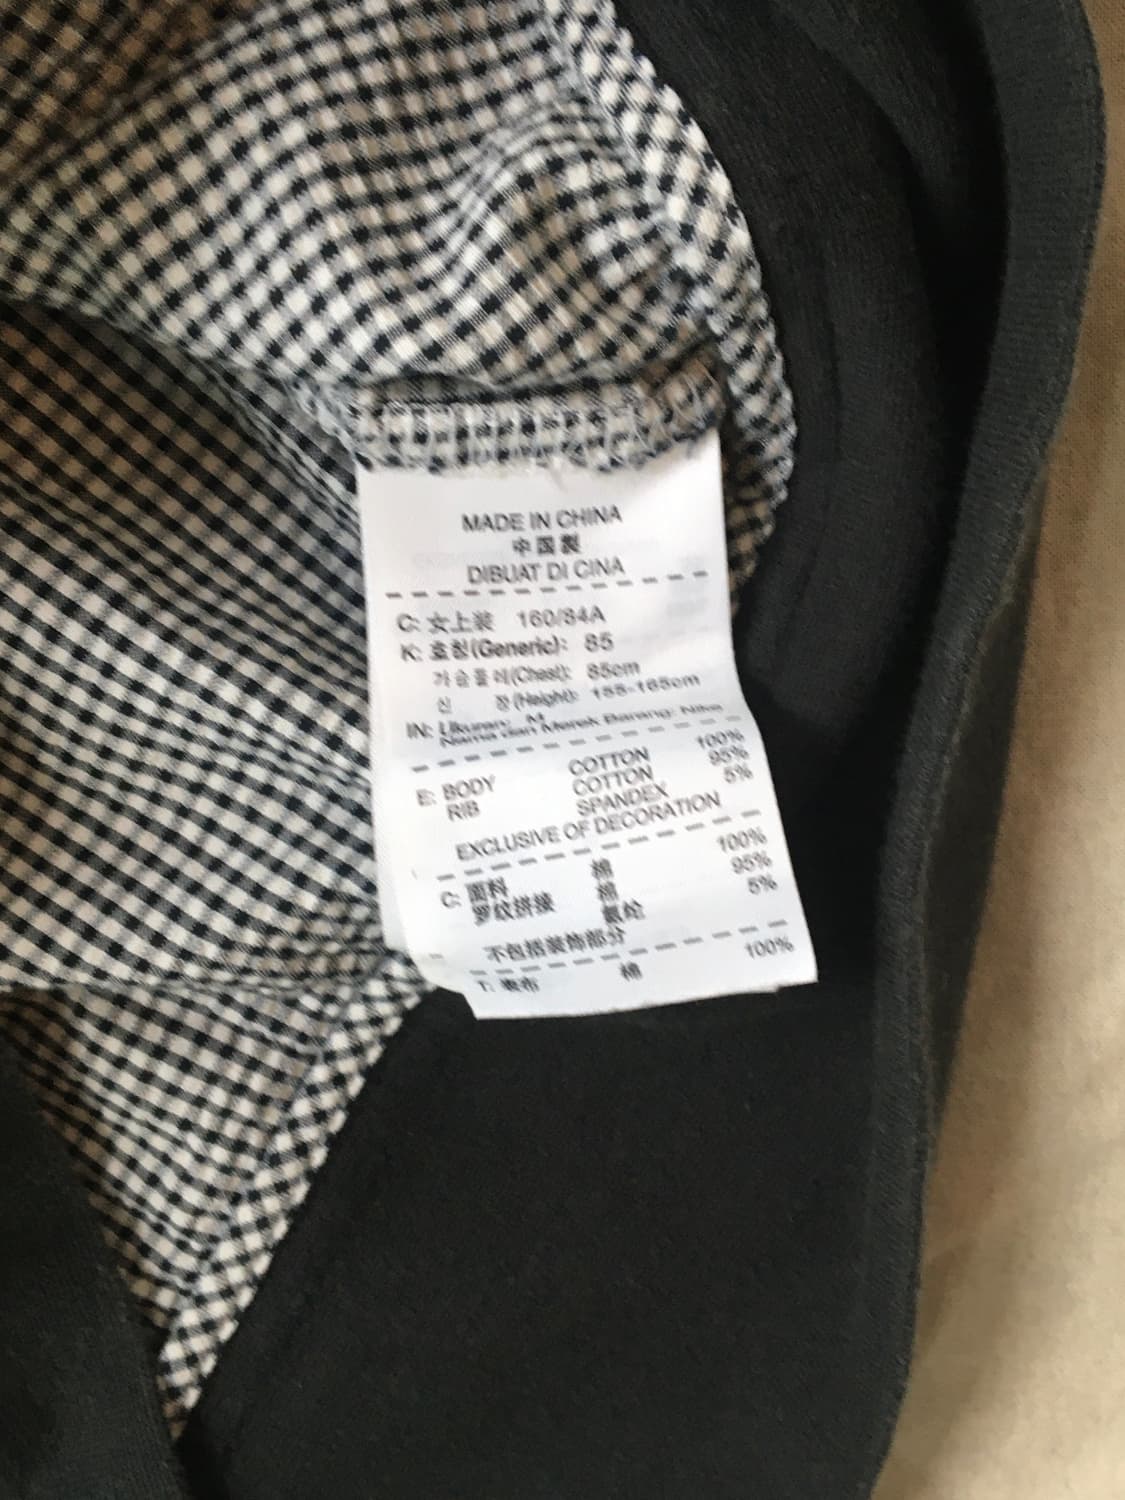 MADE IN CHINA
中国製
DIBUAT DI CINA
C: 女上装 160/84A
K: 호칭(Generic): 85
가슴둘레(Chest): 85cm
신 장(Height): 155-165cm
IN: Ukuran: M
Nama dan Merek Barang: Nike
E: BODY COTTON 100%
RIB COTTON 95%
SPANDEX 5%
EXCLUSIVE OF DECORATION
C: 面料 棉 100%
罗纹拼接 棉 95%
氨纶 5%
不包括装飾部分
T: 表布 棉 100%